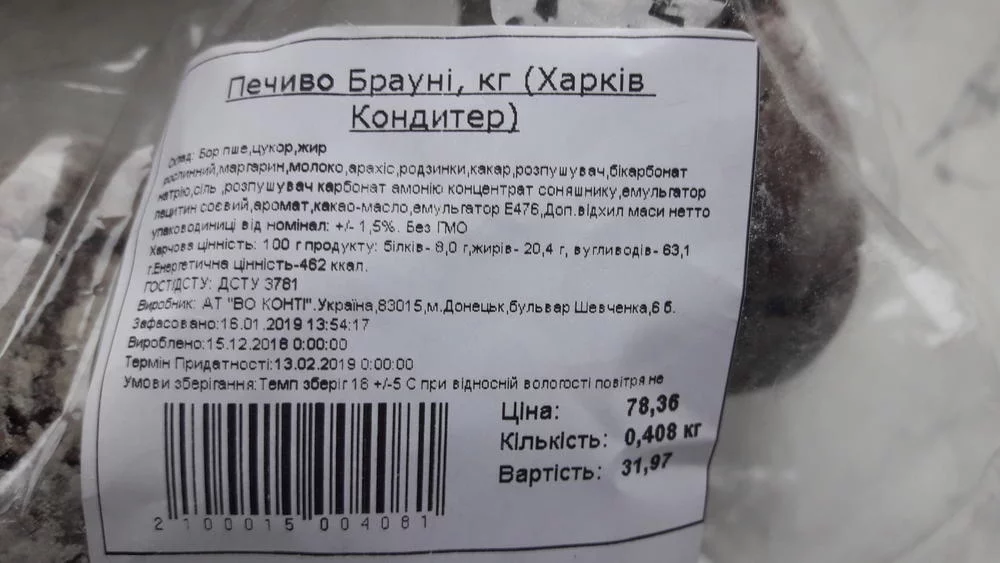 Печиво Брауні, кг (Харків
Кондитер)
Склад: Бор пше,цукор,жир
рослинний,маргарин,молоко,арахіс,родзинки,какар,розпушувач,бікарбонат
натрію,сіль ,розпушувач карбонат амонію концентрат соняшнику,емульгатор
лецитин соєвий,аромат,какао-масло,емульгатор Е476,Доп.відхил маси нетто
упаководиниці від номінал: +/- 1,5%. Без ГМО
Харчова цінність: 100 г продукту: білків- 8,0 г,жирів- 20,4 г, вугливодів- 63,1
г.Енергетична цінність-462 ккал.
ГОСТ/ДСТУ: ДСТУ 3781
Виробник: АТ "ВО КОНТІ".Україна,83015,м.Донецьк,бульвар Шевченка,6 б.
Зафасовано:16.01.2019 13:54:17
Вироблено:15.12.2018 0:00:00
Термін Придатності:13.02.2019 0:00:00
Умови зберігання:Темп зберіг 18 +/-5 С при відносній вологості повітря не
Ціна: 78,36
Кількість: 0,408 кг
Вартість: 31,97
2 100015 004081